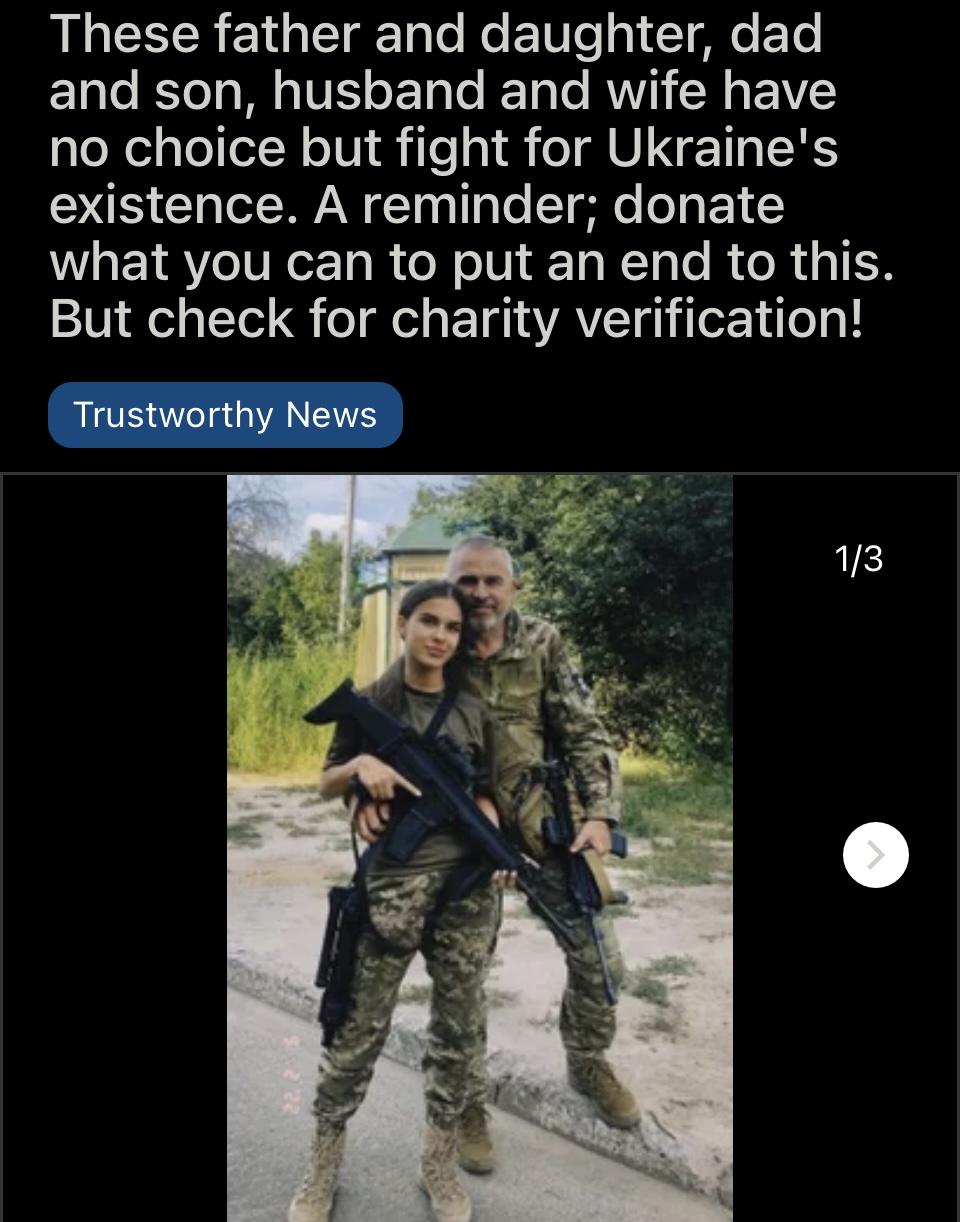 These father and daughter, dad
and son, husband and wife have
no choice but fight for Ukraine's
existence. A reminder; donate
what you can to put an end to this.
But check for charity verification!
Trustworthy News
1/3